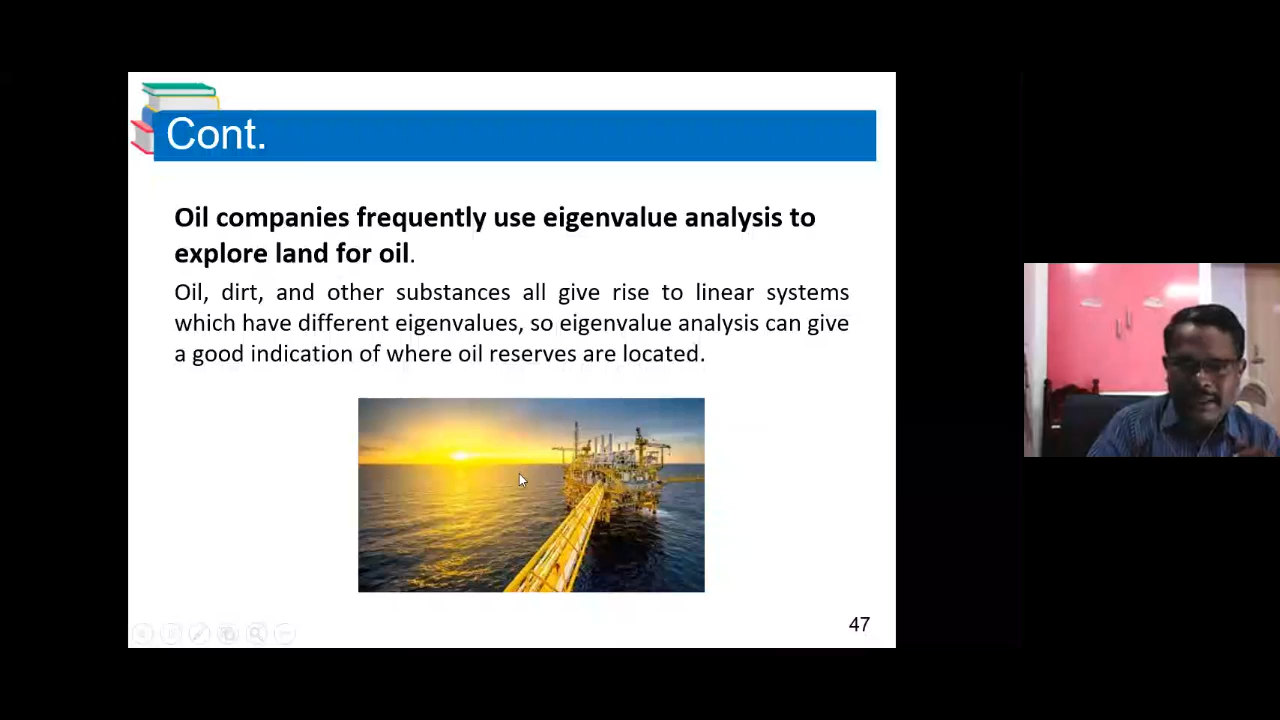 Cont.
Oil companies frequently use eigenvalue analysis to
explore land for oil.
Oil, dirt, and other substances all give rise to linear systems
which have different eigenvalues, so eigenvalue analysis can give
a good indication of where oil reserves are located.
47